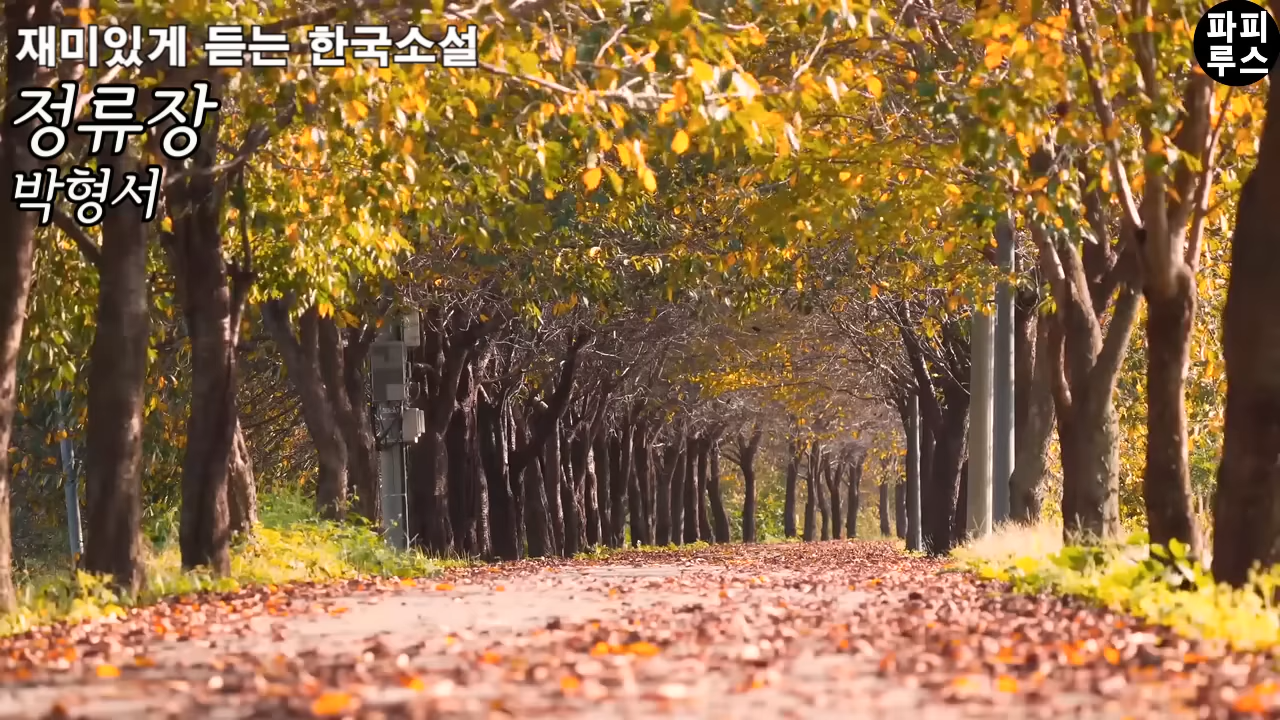 재미있게 듣는 한국소설
정류장
박형서
파피
루스